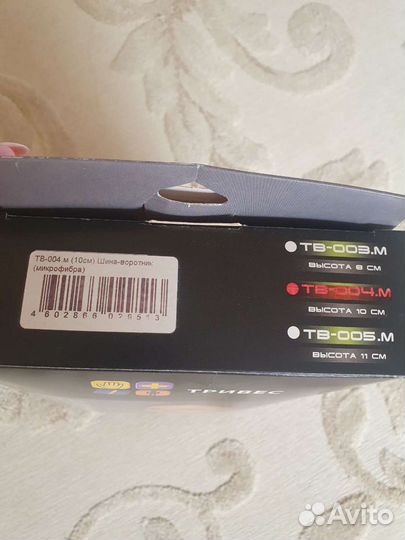 ТВ-004.м (10см) Шина-воротник
(микрофибра)
4602866029513
ТВ-003.М
ВЫСОТА 8 СМ
ТВ-004.М
ВЫСОТА 10 СМ
ТВ-005.М
ВЫСОТА 11 СМ
ТРИВЕС
Avito